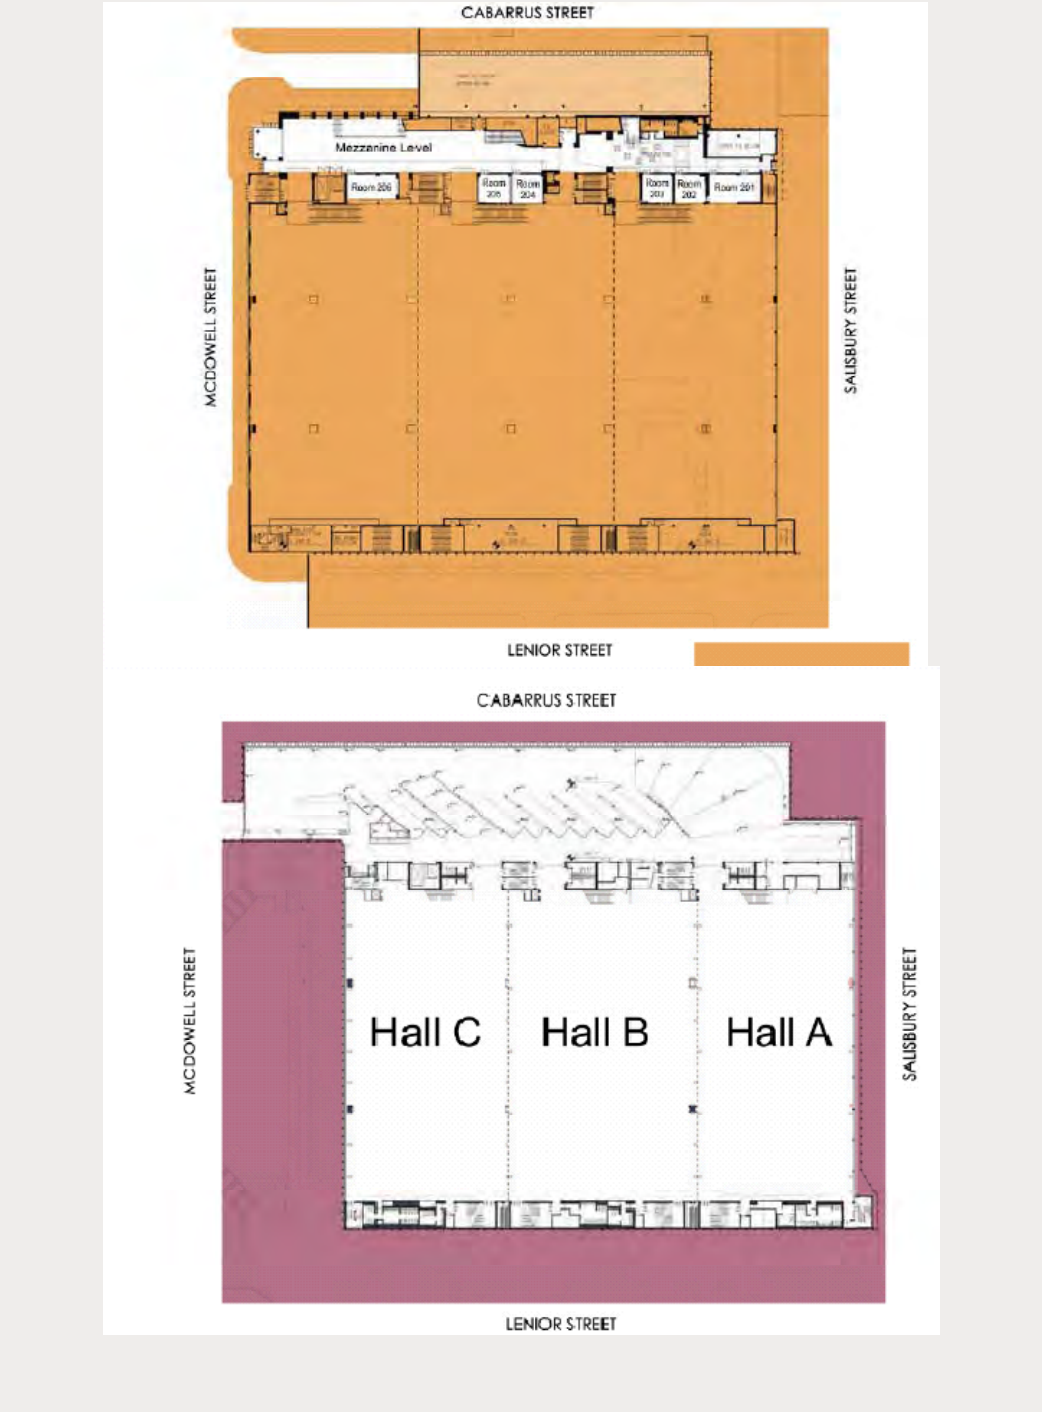 CABARRUS STREET
Mezzanine Level
Room 206
Room
205
Room
204
Room
203
Room
202
Room 201
MCDOWELL STREET
SALISBURY STREET
LENIOR STREET
CABARRUS STREET
MCDOWELL STREET
Hall C
Hall B
Hall A
SALISBURY STREET
LENIOR STREET